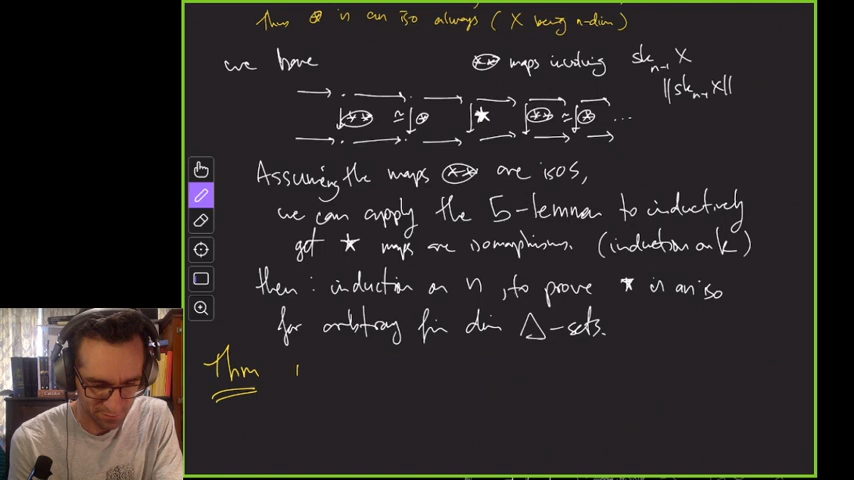 Thus ⊛ is an iso always (X being n-dim)
we have ⊛⊛ maps involving sk_{n-1} X
||sk_{n-1} X||
⊛⊛ ≅ ⊛ ★ ⊛⊛ ≅ ⊛ ...
Assuming the maps ⊛⊛ are isos,
we can apply the 5-lemma to inductively
get ★ maps are isomorphisms. (induction on k)
then: induction on n, to prove ★ is an iso
for arbitray fin dim Δ-sets.
Thm